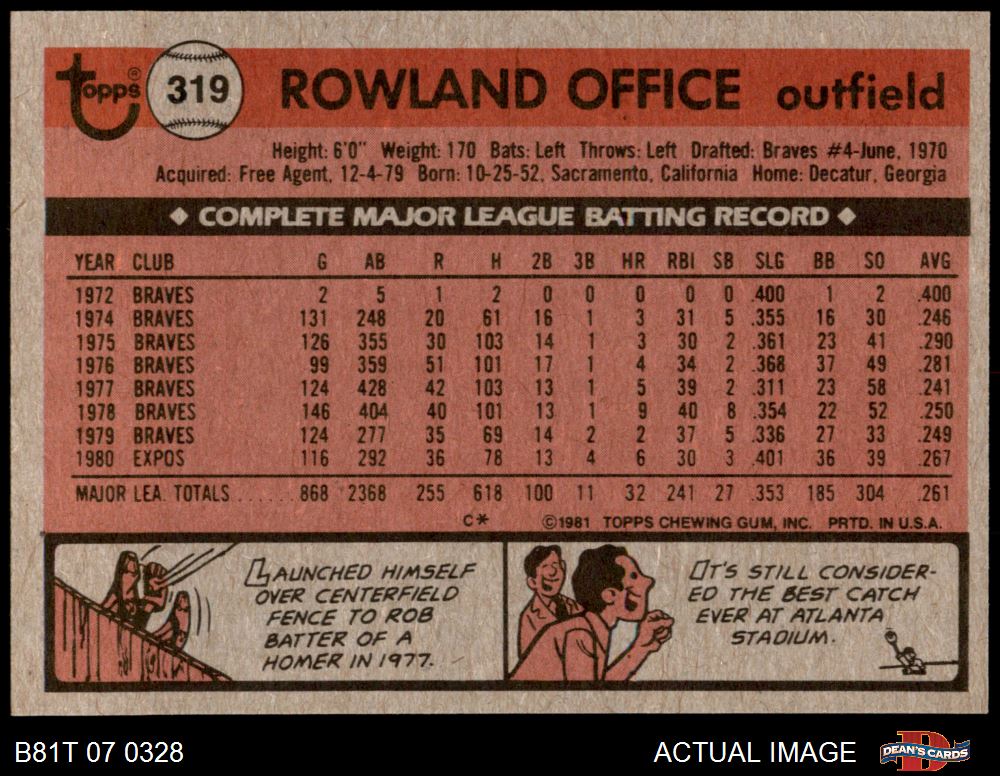 topps® 319 ROWLAND OFFICE outfield
Height: 6'0" Weight: 170 Bats: Left Throws: Left Drafted: Braves #4-June, 1970
Acquired: Free Agent, 12-4-79 Born: 10-25-52, Sacramento, California Home: Decatur, Georgia
◆ COMPLETE MAJOR LEAGUE BATTING RECORD ◆
YEAR CLUB G AB R H 2B 3B HR RBI SB SLG BB SO AVG
1972 BRAVES 2 5 1 2 0 0 0 0 0 .400 1 2 .400
1974 BRAVES 131 248 20 61 16 1 3 31 5 .355 16 30 .246
1975 BRAVES 126 355 30 103 14 1 3 30 2 .361 23 41 .290
1976 BRAVES 99 359 51 101 17 1 4 34 2 .368 37 49 .281
1977 BRAVES 124 428 42 103 13 1 5 39 2 .311 23 58 .241
1978 BRAVES 146 404 40 101 13 1 9 40 8 .354 22 52 .250
1979 BRAVES 124 277 35 69 14 2 2 37 5 .336 27 33 .249
1980 EXPOS 116 292 36 78 13 4 6 30 3 .401 36 39 .267
MAJOR LEA. TOTALS ...... 868 2368 255 618 100 11 32 241 27 .353 185 304 .261
C* ©1981 TOPPS CHEWING GUM, INC. PRTD. IN U.S.A.
LAUNCHED HIMSELF
OVER CENTERFIELD
FENCE TO ROB
BATTER OF A
HOMER IN 1977.
IT'S STILL CONSIDER-
ED THE BEST CATCH
EVER AT ATLANTA
STADIUM.
B81T 07 0328 ACTUAL IMAGE DEAN'S CARDS